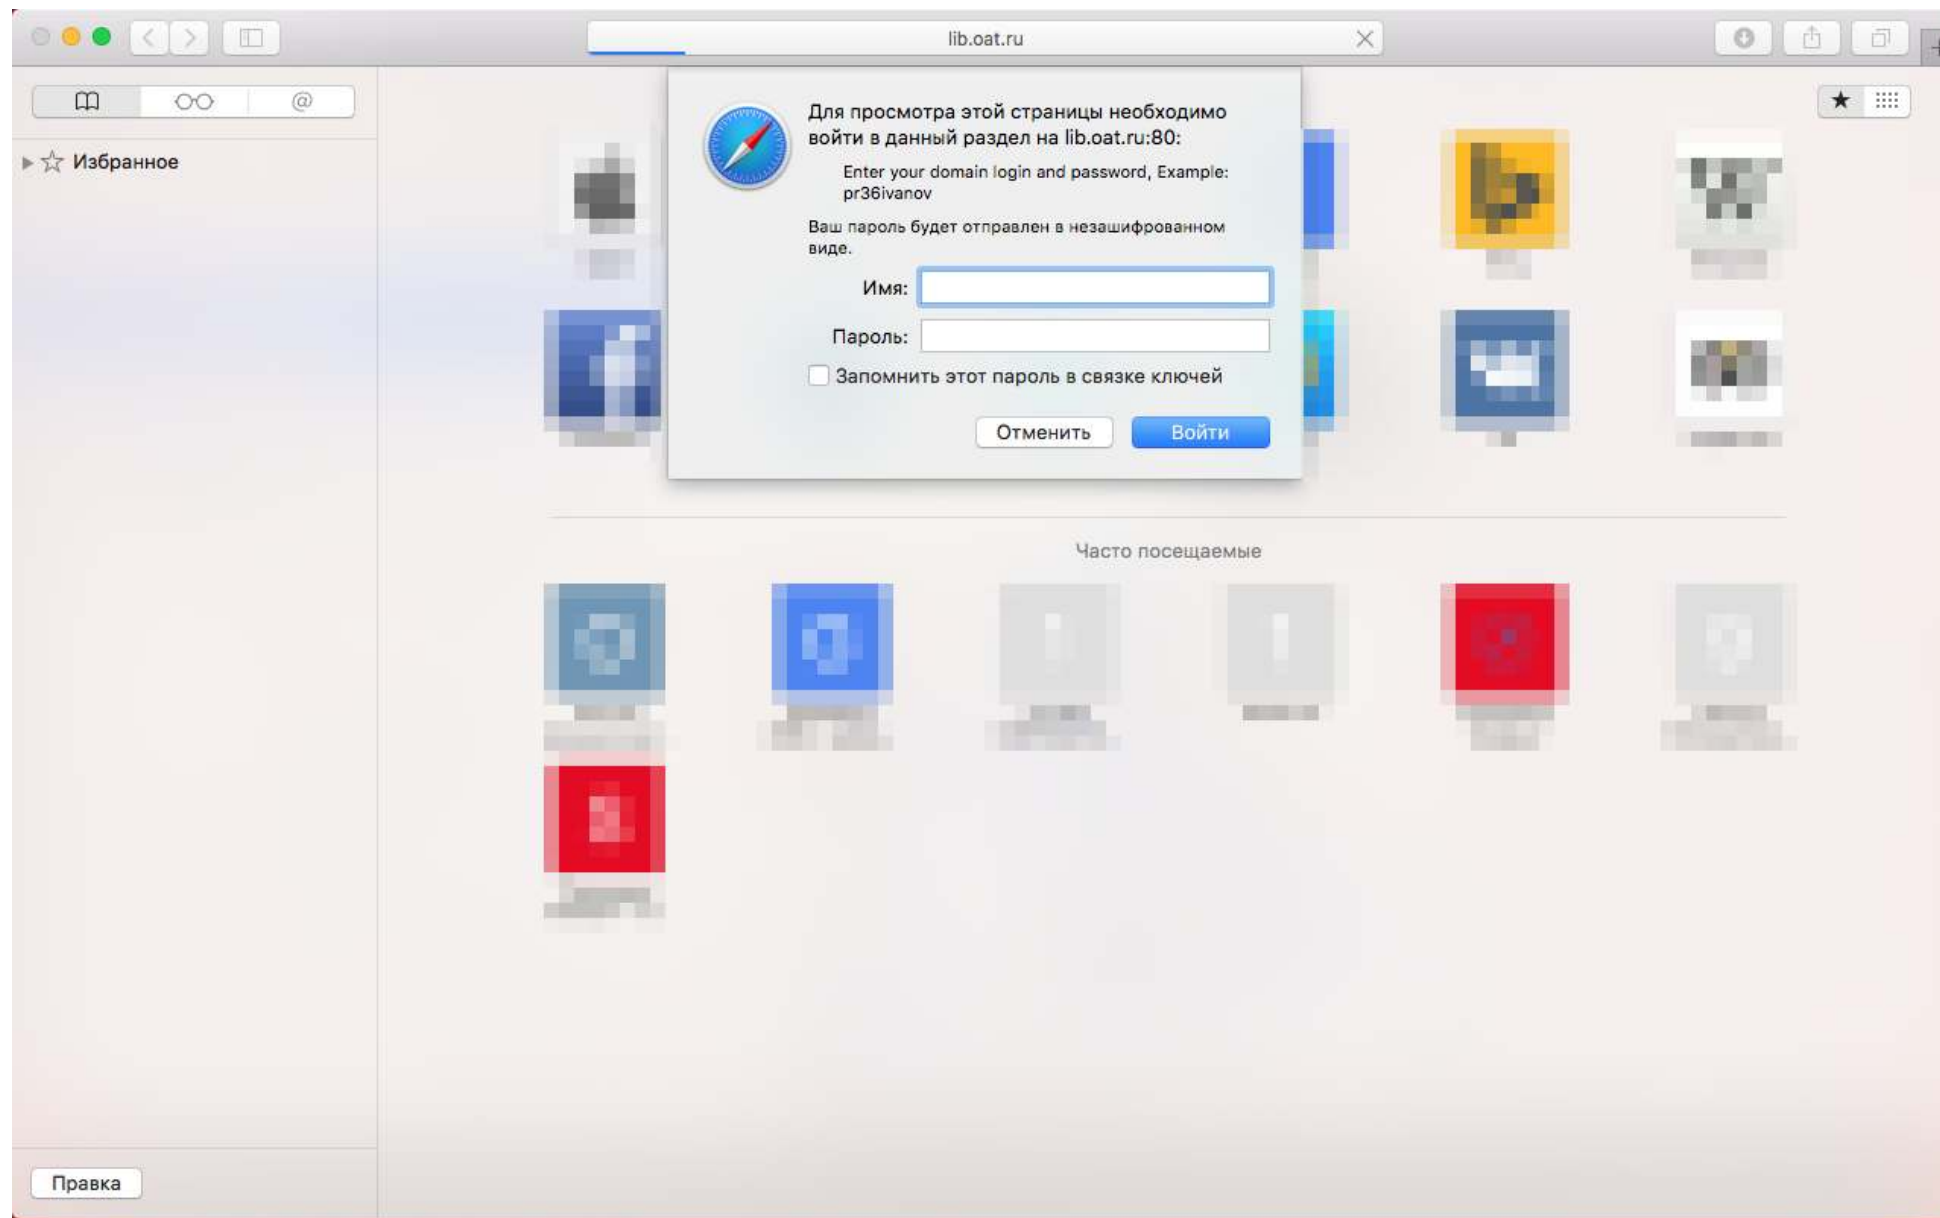 lib.oat.ru
Для просмотра этой страницы необходимо
войти в данный раздел на lib.oat.ru:80:
Enter your domain login and password, Example:
pr36ivanov
Ваш пароль будет отправлен в незашифрованном
виде.
Имя:
Пароль:
Запомнить этот пароль в связке ключей
Отменить
Войти
Избранное
Часто посещаемые
Правка